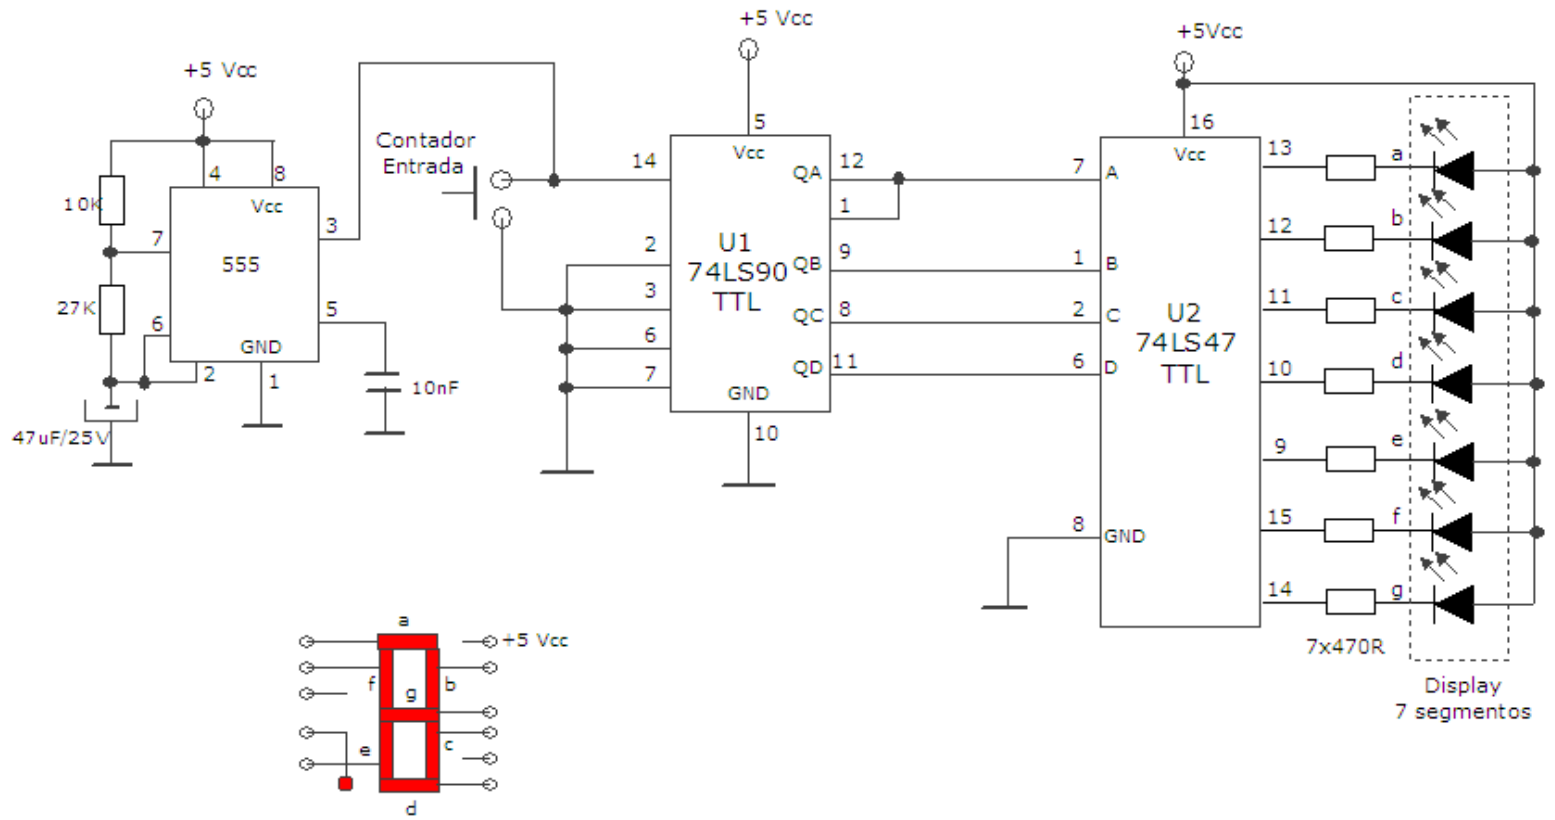 +5 Vcc
10K
27K
47uF/25V
4
8
Vcc
7
3
555
6
5
GND
2
1
10nF
Contador
Entrada
+5 Vcc
5
Vcc
14
QA
12
1
2
U1
74LS90
TTL
QB
9
3
QC
8
6
QD
11
7
GND
10
+5Vcc
16
Vcc
7
A
1
B
2
C
6
D
U2
74LS47
TTL
8
GND
13
a
12
b
11
c
10
d
9
e
15
f
14
g
7x470R
Display
7 segmentos
a
+5 Vcc
f
g
b
e
c
d